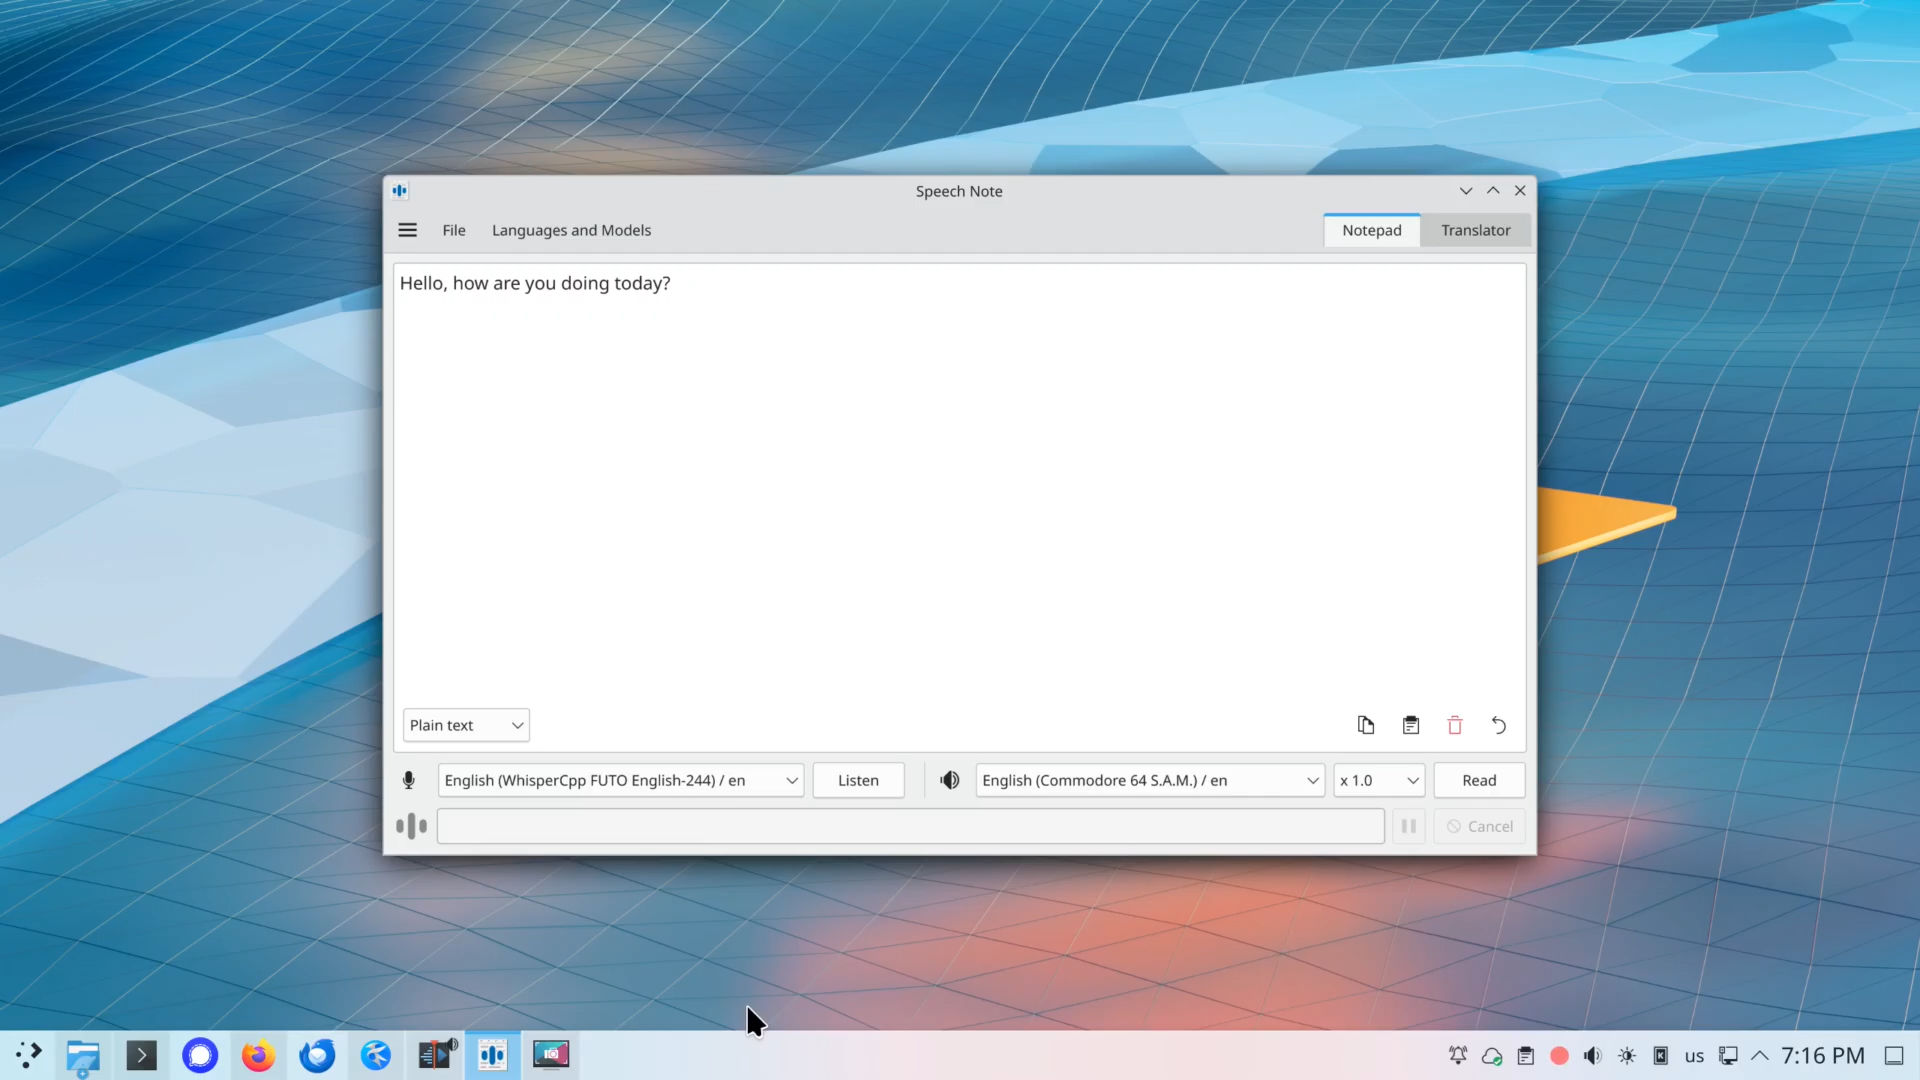 Speech Note
File Languages and Models Notepad Translator
Hello, how are you doing today?
Plain text
English (WhisperCpp FUTO English-244) / en Listen English (Commodore 64 S.A.M.) / en x 1.0 Read
Cancel
us 7:16 PM